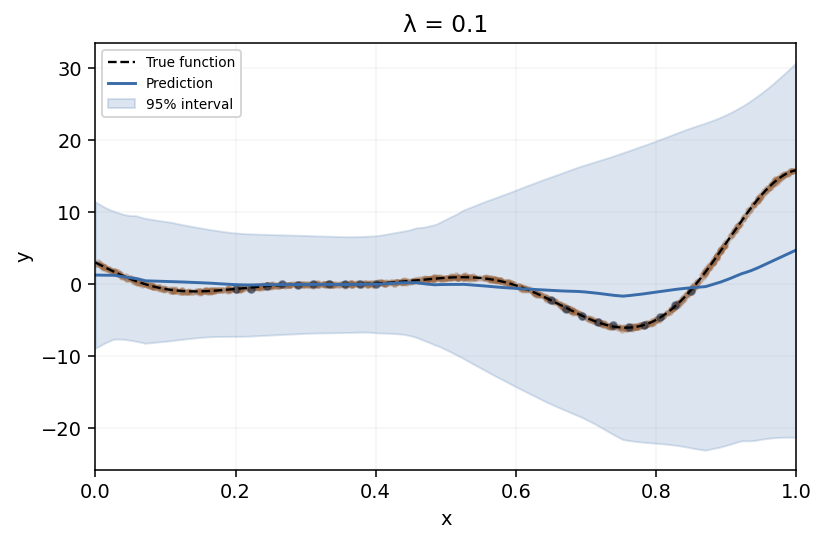 λ = 0.1
True function
Prediction
95% interval
y
30
20
10
0
−10
−20
0.0 0.2 0.4 0.6 0.8 1.0
x